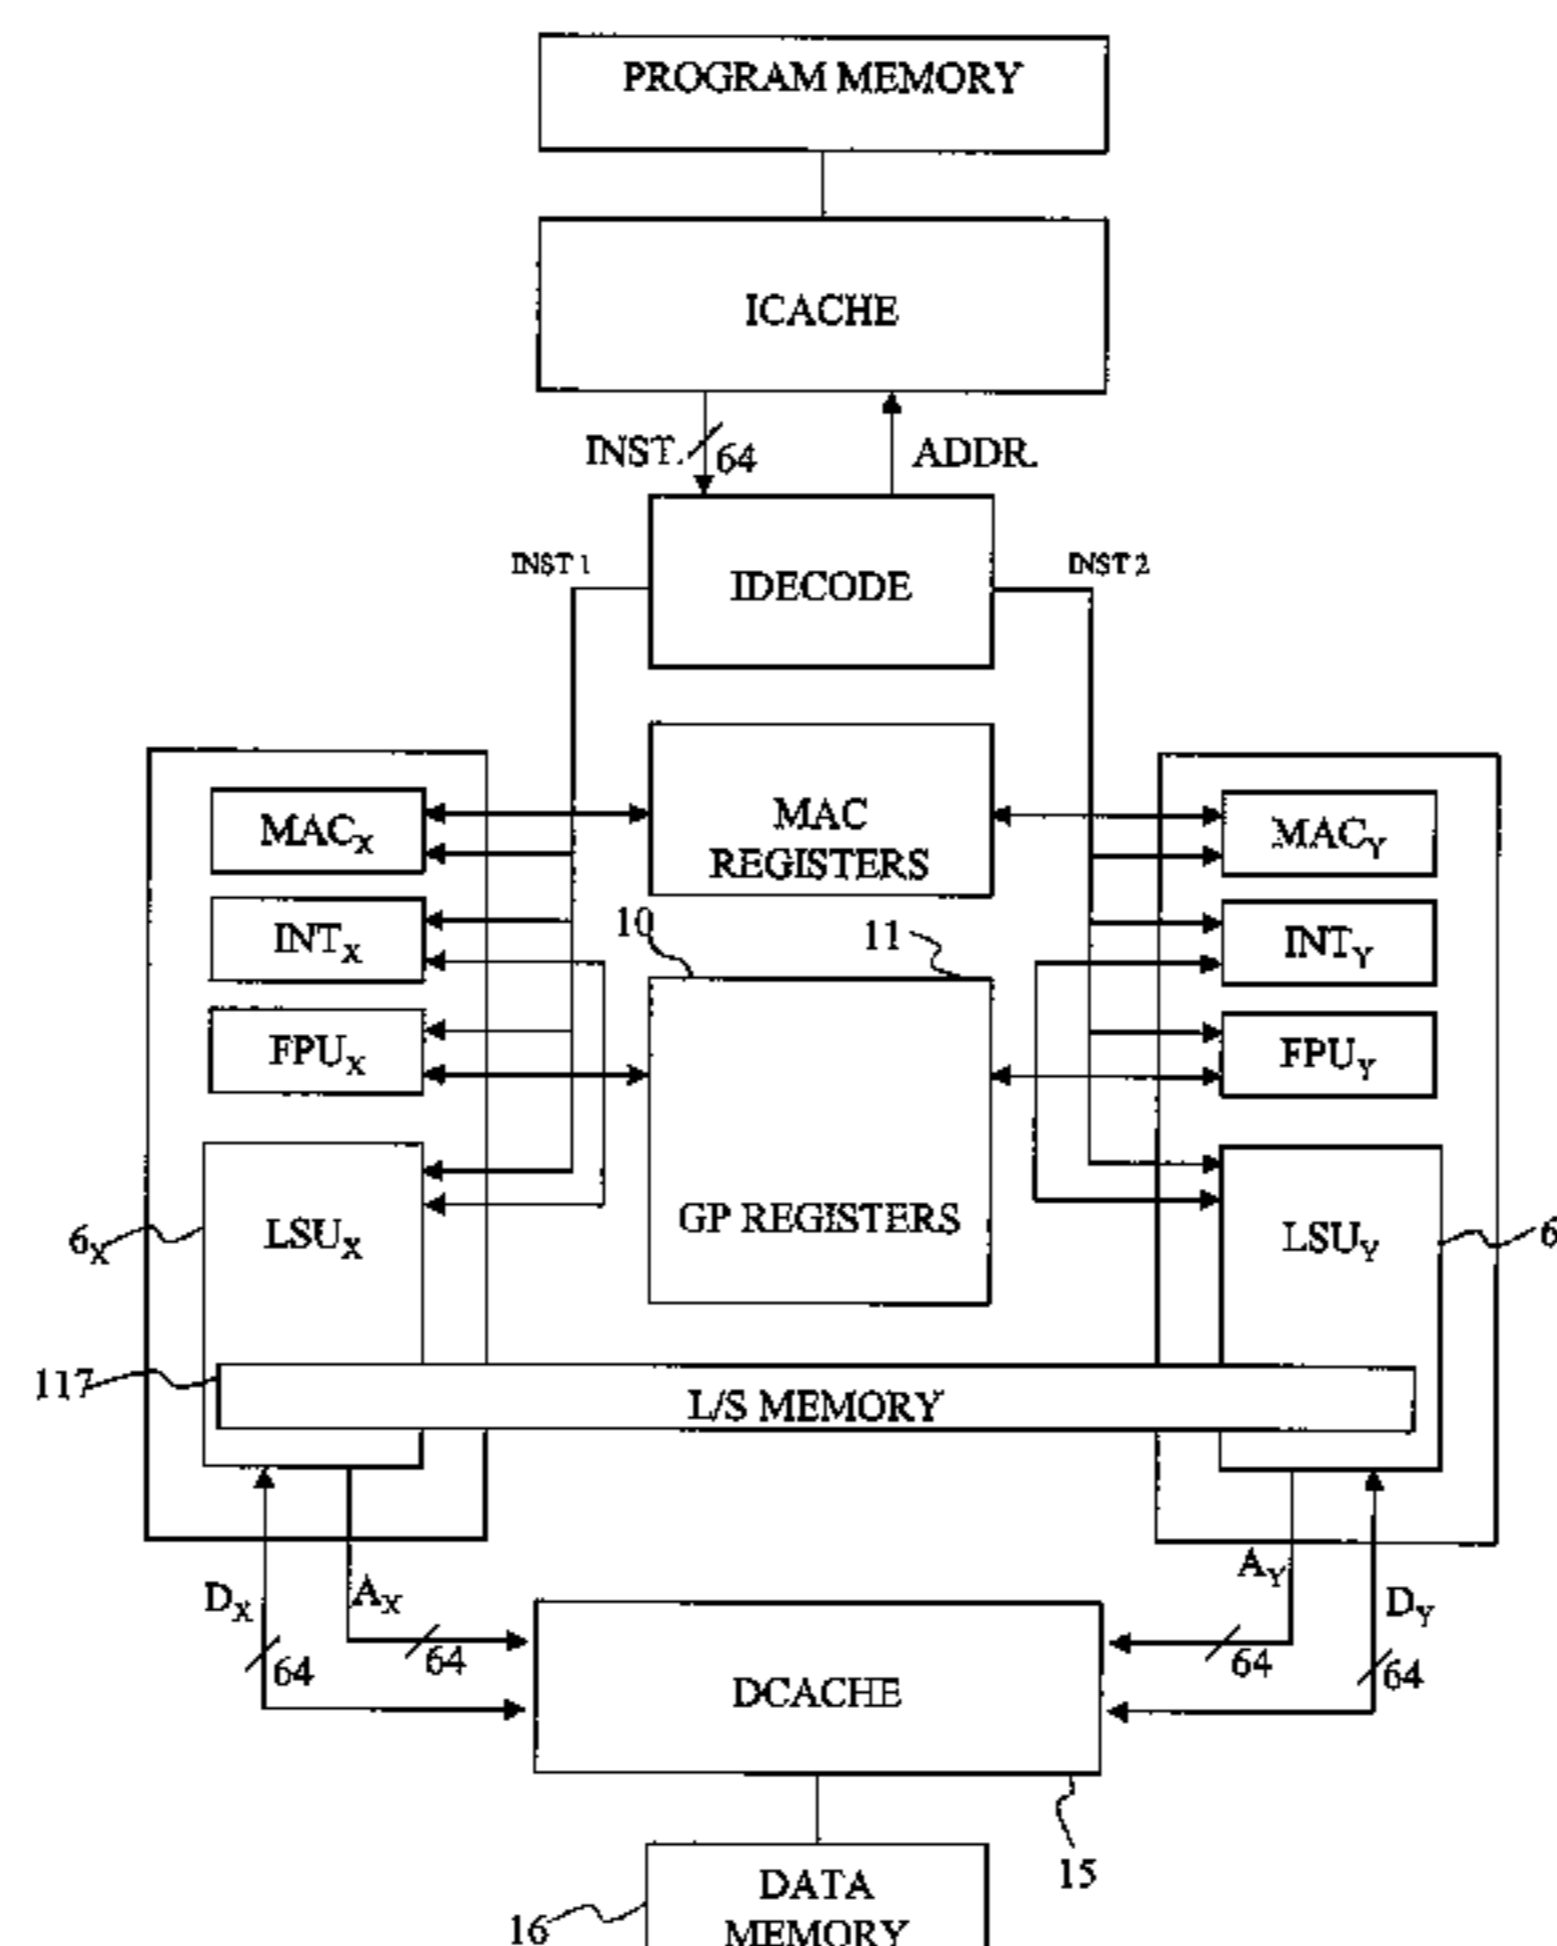 PROGRAM MEMORY
ICACHE
INST. 64 ADDR.
INST 1 IDECODE INST 2
MAC
REGISTERS
MACX MACY
10 11
INTX INTY
FPUX FPUY
GP REGISTERS
6X LSUX LSUY 6
117 L/S MEMORY
DX AX AY DY
64 64 64 64
DCACHE
15
DATA
MEMORY
16